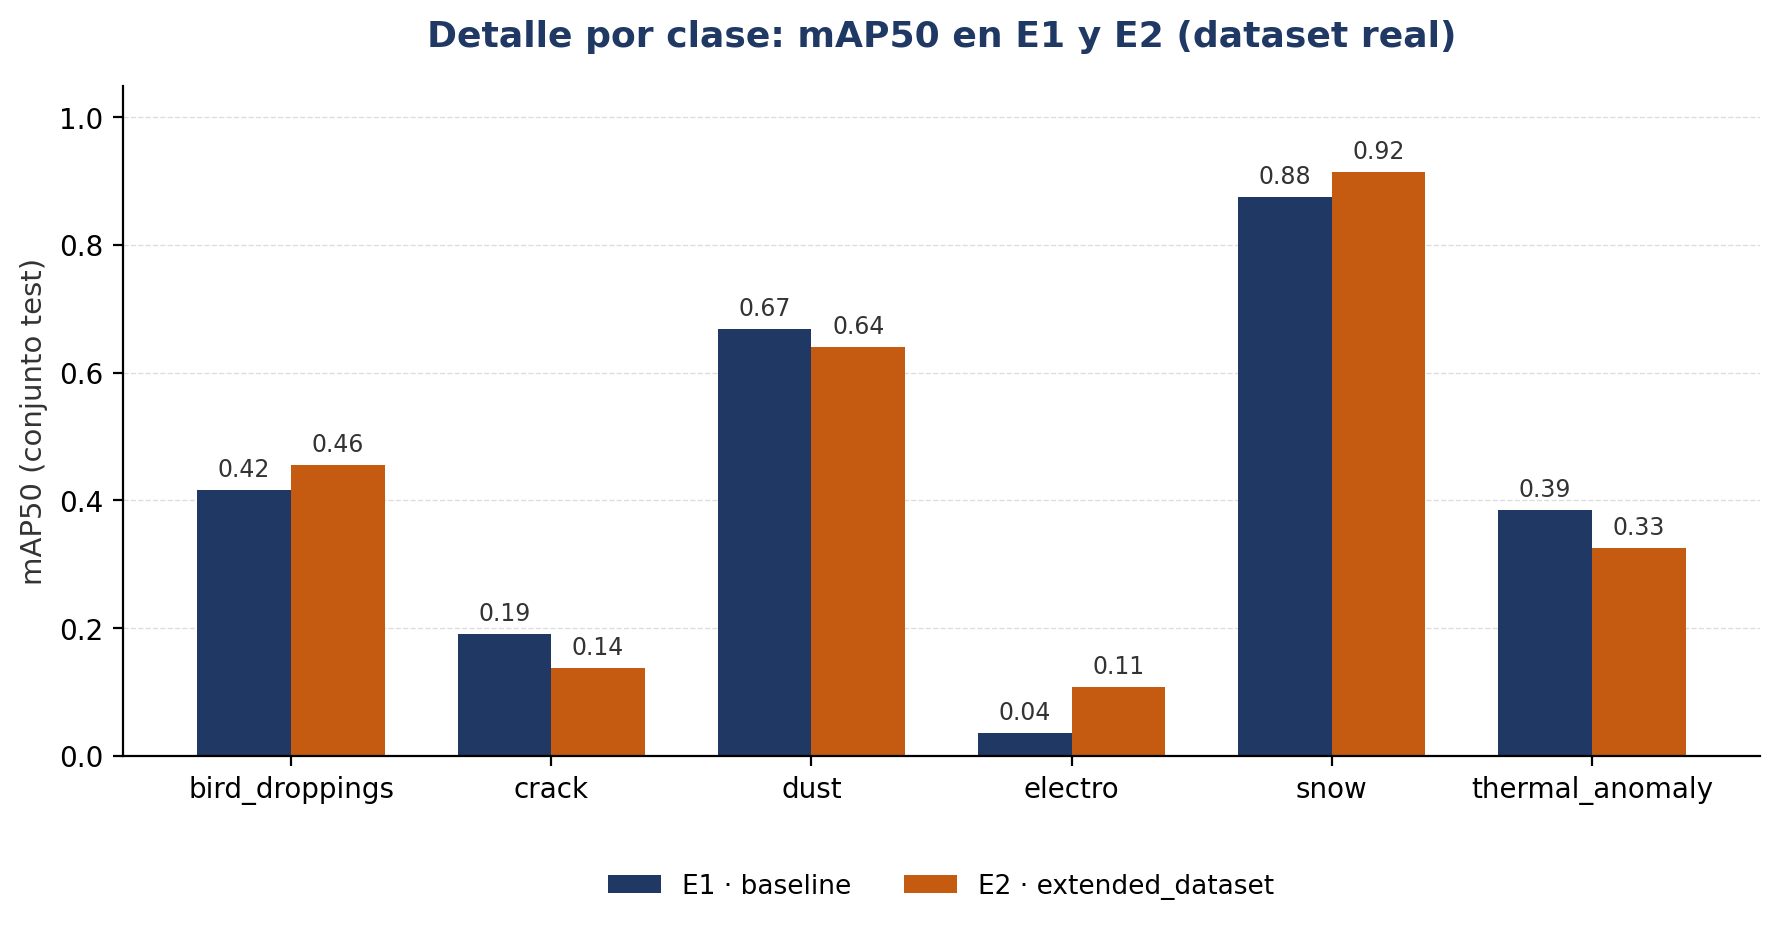 Detalle por clase: mAP50 en E1 y E2 (dataset real)
mAP50 (conjunto test)
1.0
0.8
0.6
0.4
0.2
0.0
0.42
0.46
0.19
0.14
0.67
0.64
0.04
0.11
0.88
0.92
0.39
0.33
bird_droppings
crack
dust
electro
snow
thermal_anomaly
E1 · baseline
E2 · extended_dataset